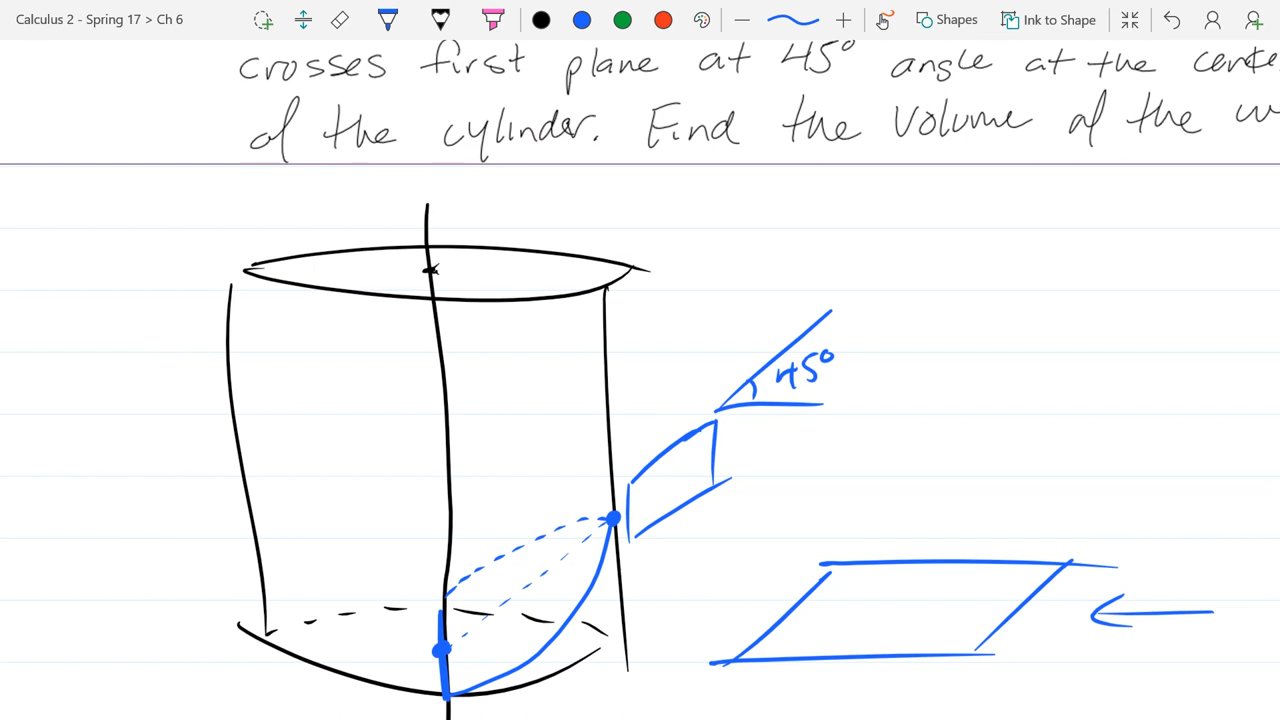 Calculus 2 - Spring 17 > Ch 6
Shapes
Ink to Shape
crosses first plane at 45° angle at the
of the cylinder. Find the volume of the
45°